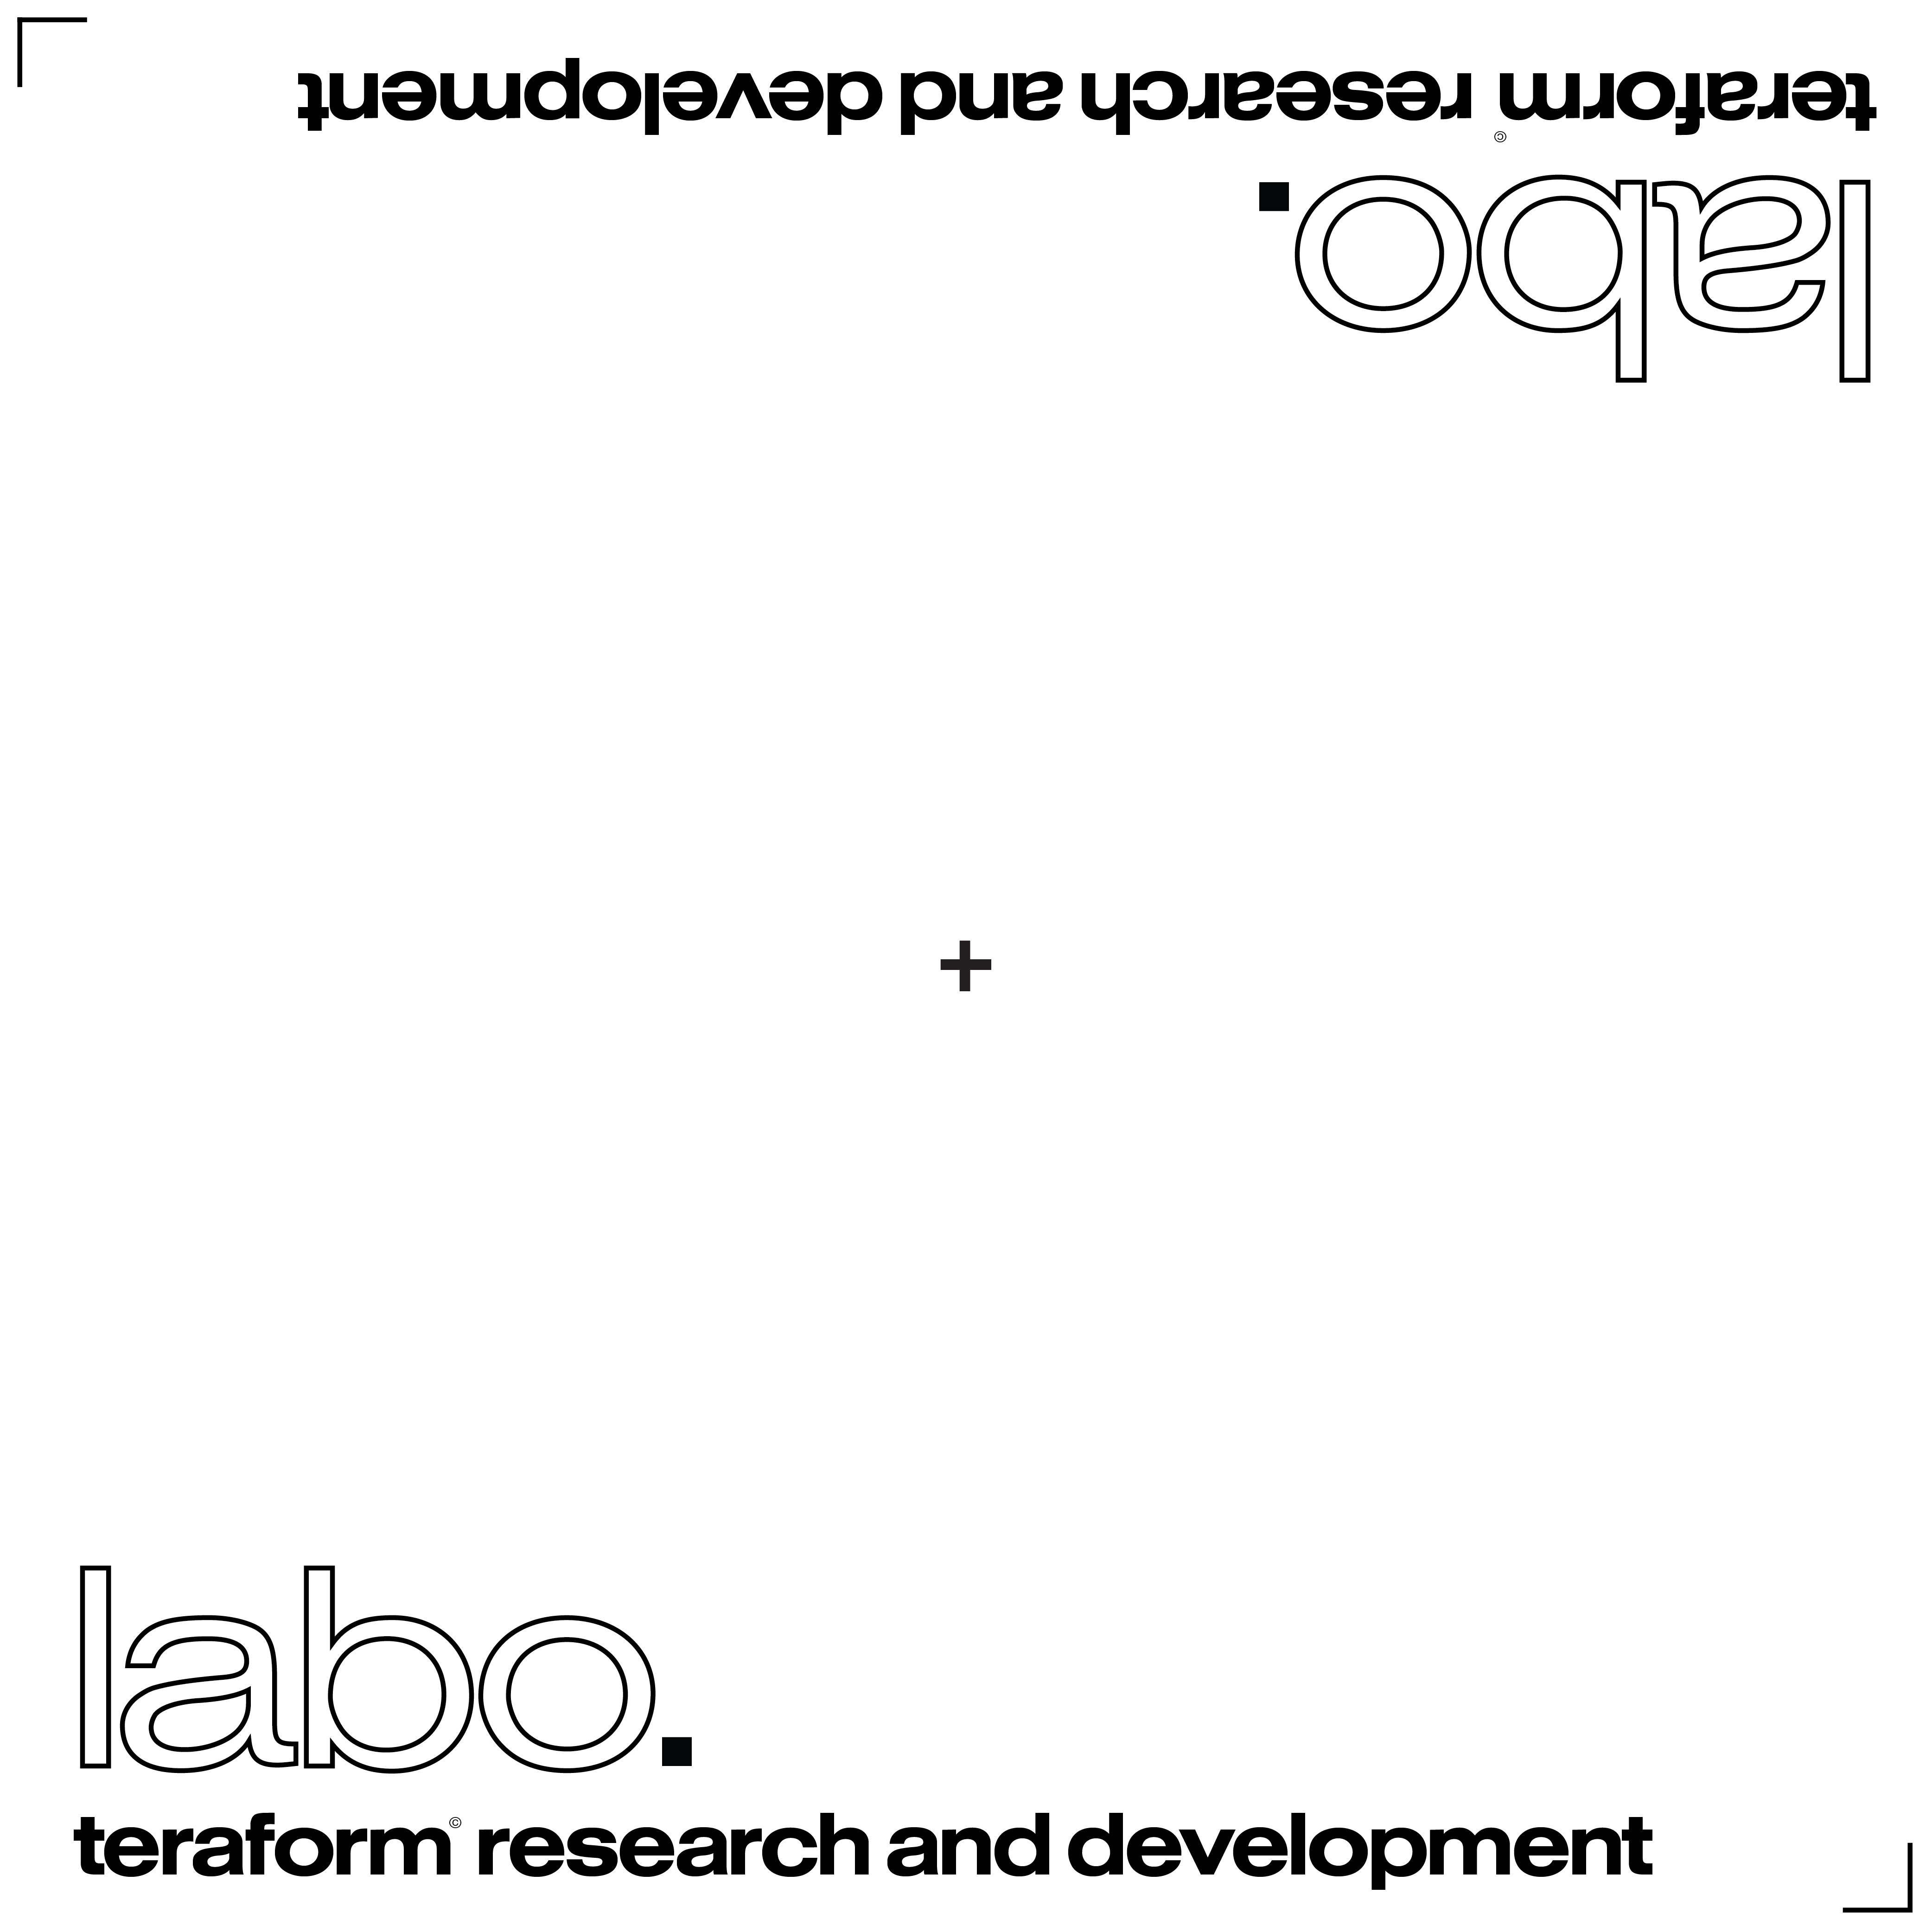 teraform© research and development
labo.
+
labo.
teraform© research and development